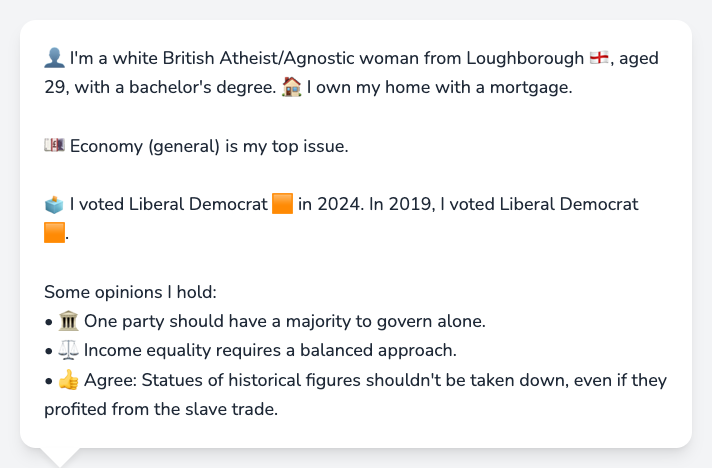 👤 I'm a white British Atheist/Agnostic woman from Loughborough 🏴󠁧󠁢󠁥󠁮󠁧󠁿, aged
29, with a bachelor's degree. 🏠 I own my home with a mortgage.
💷 Economy (general) is my top issue.
🗳️ I voted Liberal Democrat 🟧 in 2024. In 2019, I voted Liberal Democrat
🟧.
Some opinions I hold:
• 🏛️ One party should have a majority to govern alone.
• ⚖️ Income equality requires a balanced approach.
• 👍 Agree: Statues of historical figures shouldn't be taken down, even if they
profited from the slave trade.